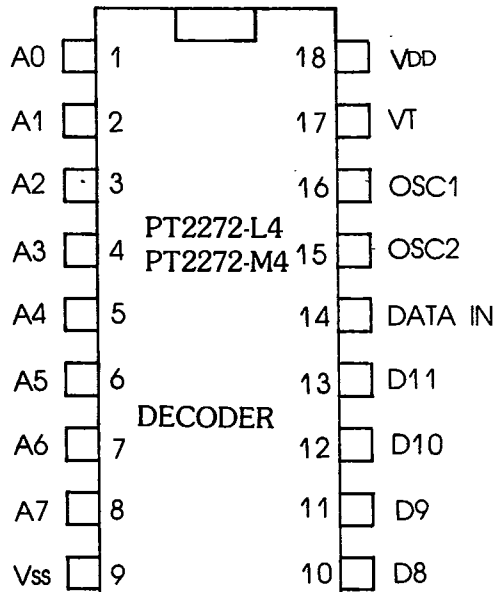 A0 1 18 VDD
A1 2 17 VT
A2 3 16 OSC1
A3 4 PT2272-L4 15 OSC2
PT2272-M4
A4 5 14 DATA IN
A5 6 13 D11
DECODER
A6 7 12 D10
A7 8 11 D9
Vss 9 10 D8